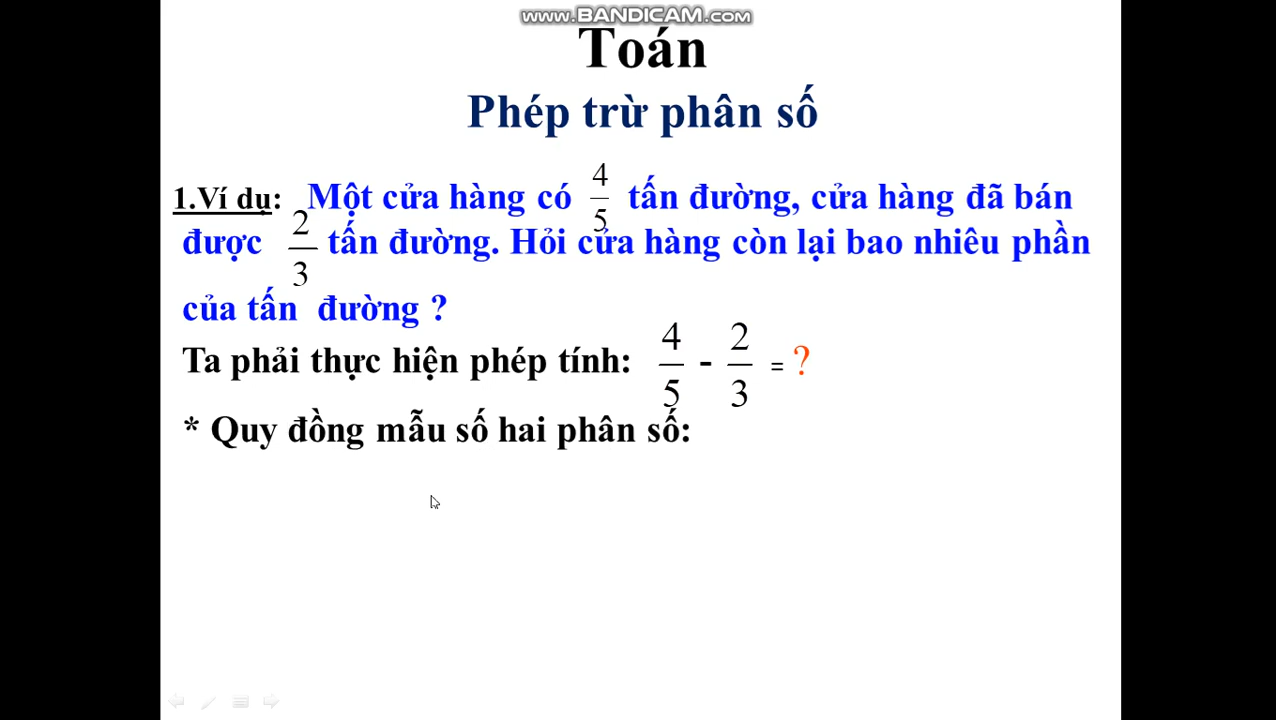 www.BANDICAM.com
Toán
Phép trừ phân số
1.Ví dụ: Một cửa hàng có 4/5 tấn đường, cửa hàng đã bán
được 2/3 tấn đường. Hỏi cửa hàng còn lại bao nhiêu phần
của tấn đường ?
Ta phải thực hiện phép tính: 4/5 - 2/3 = ?
* Quy đồng mẫu số hai phân số: